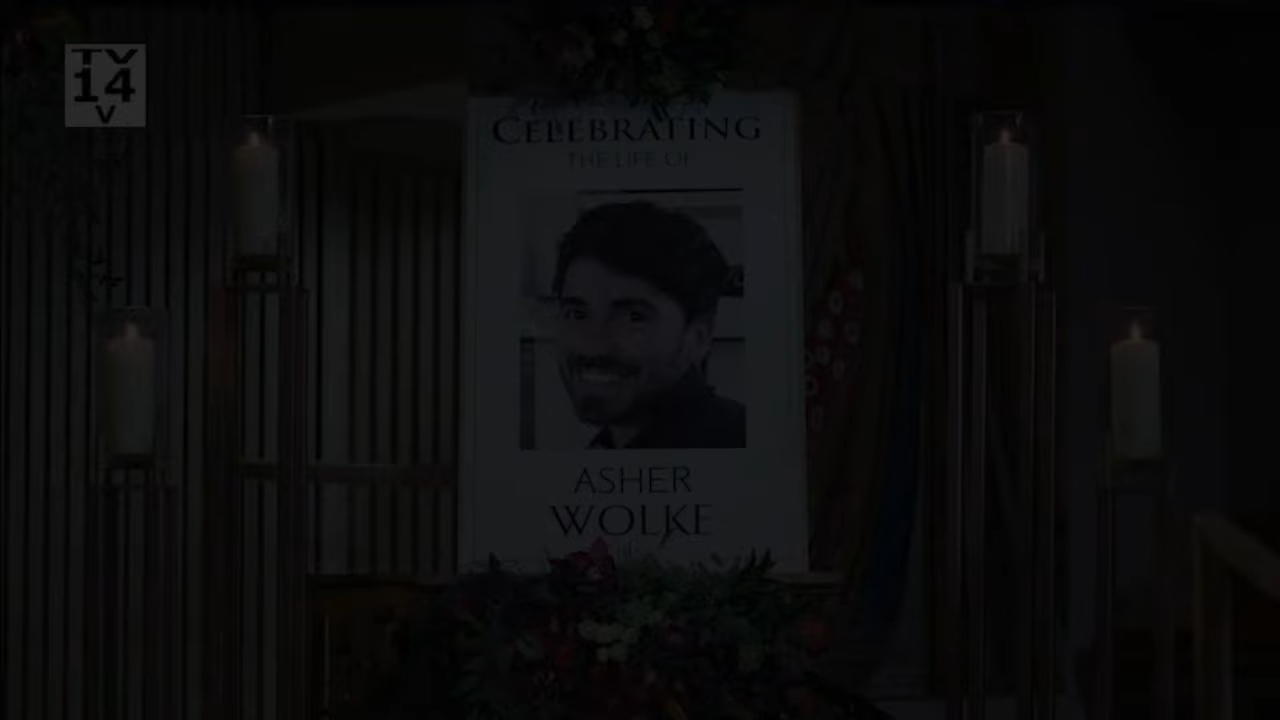 TV
14
V
CELEBRATING
THE LIFE OF
ASHER
WOLKE